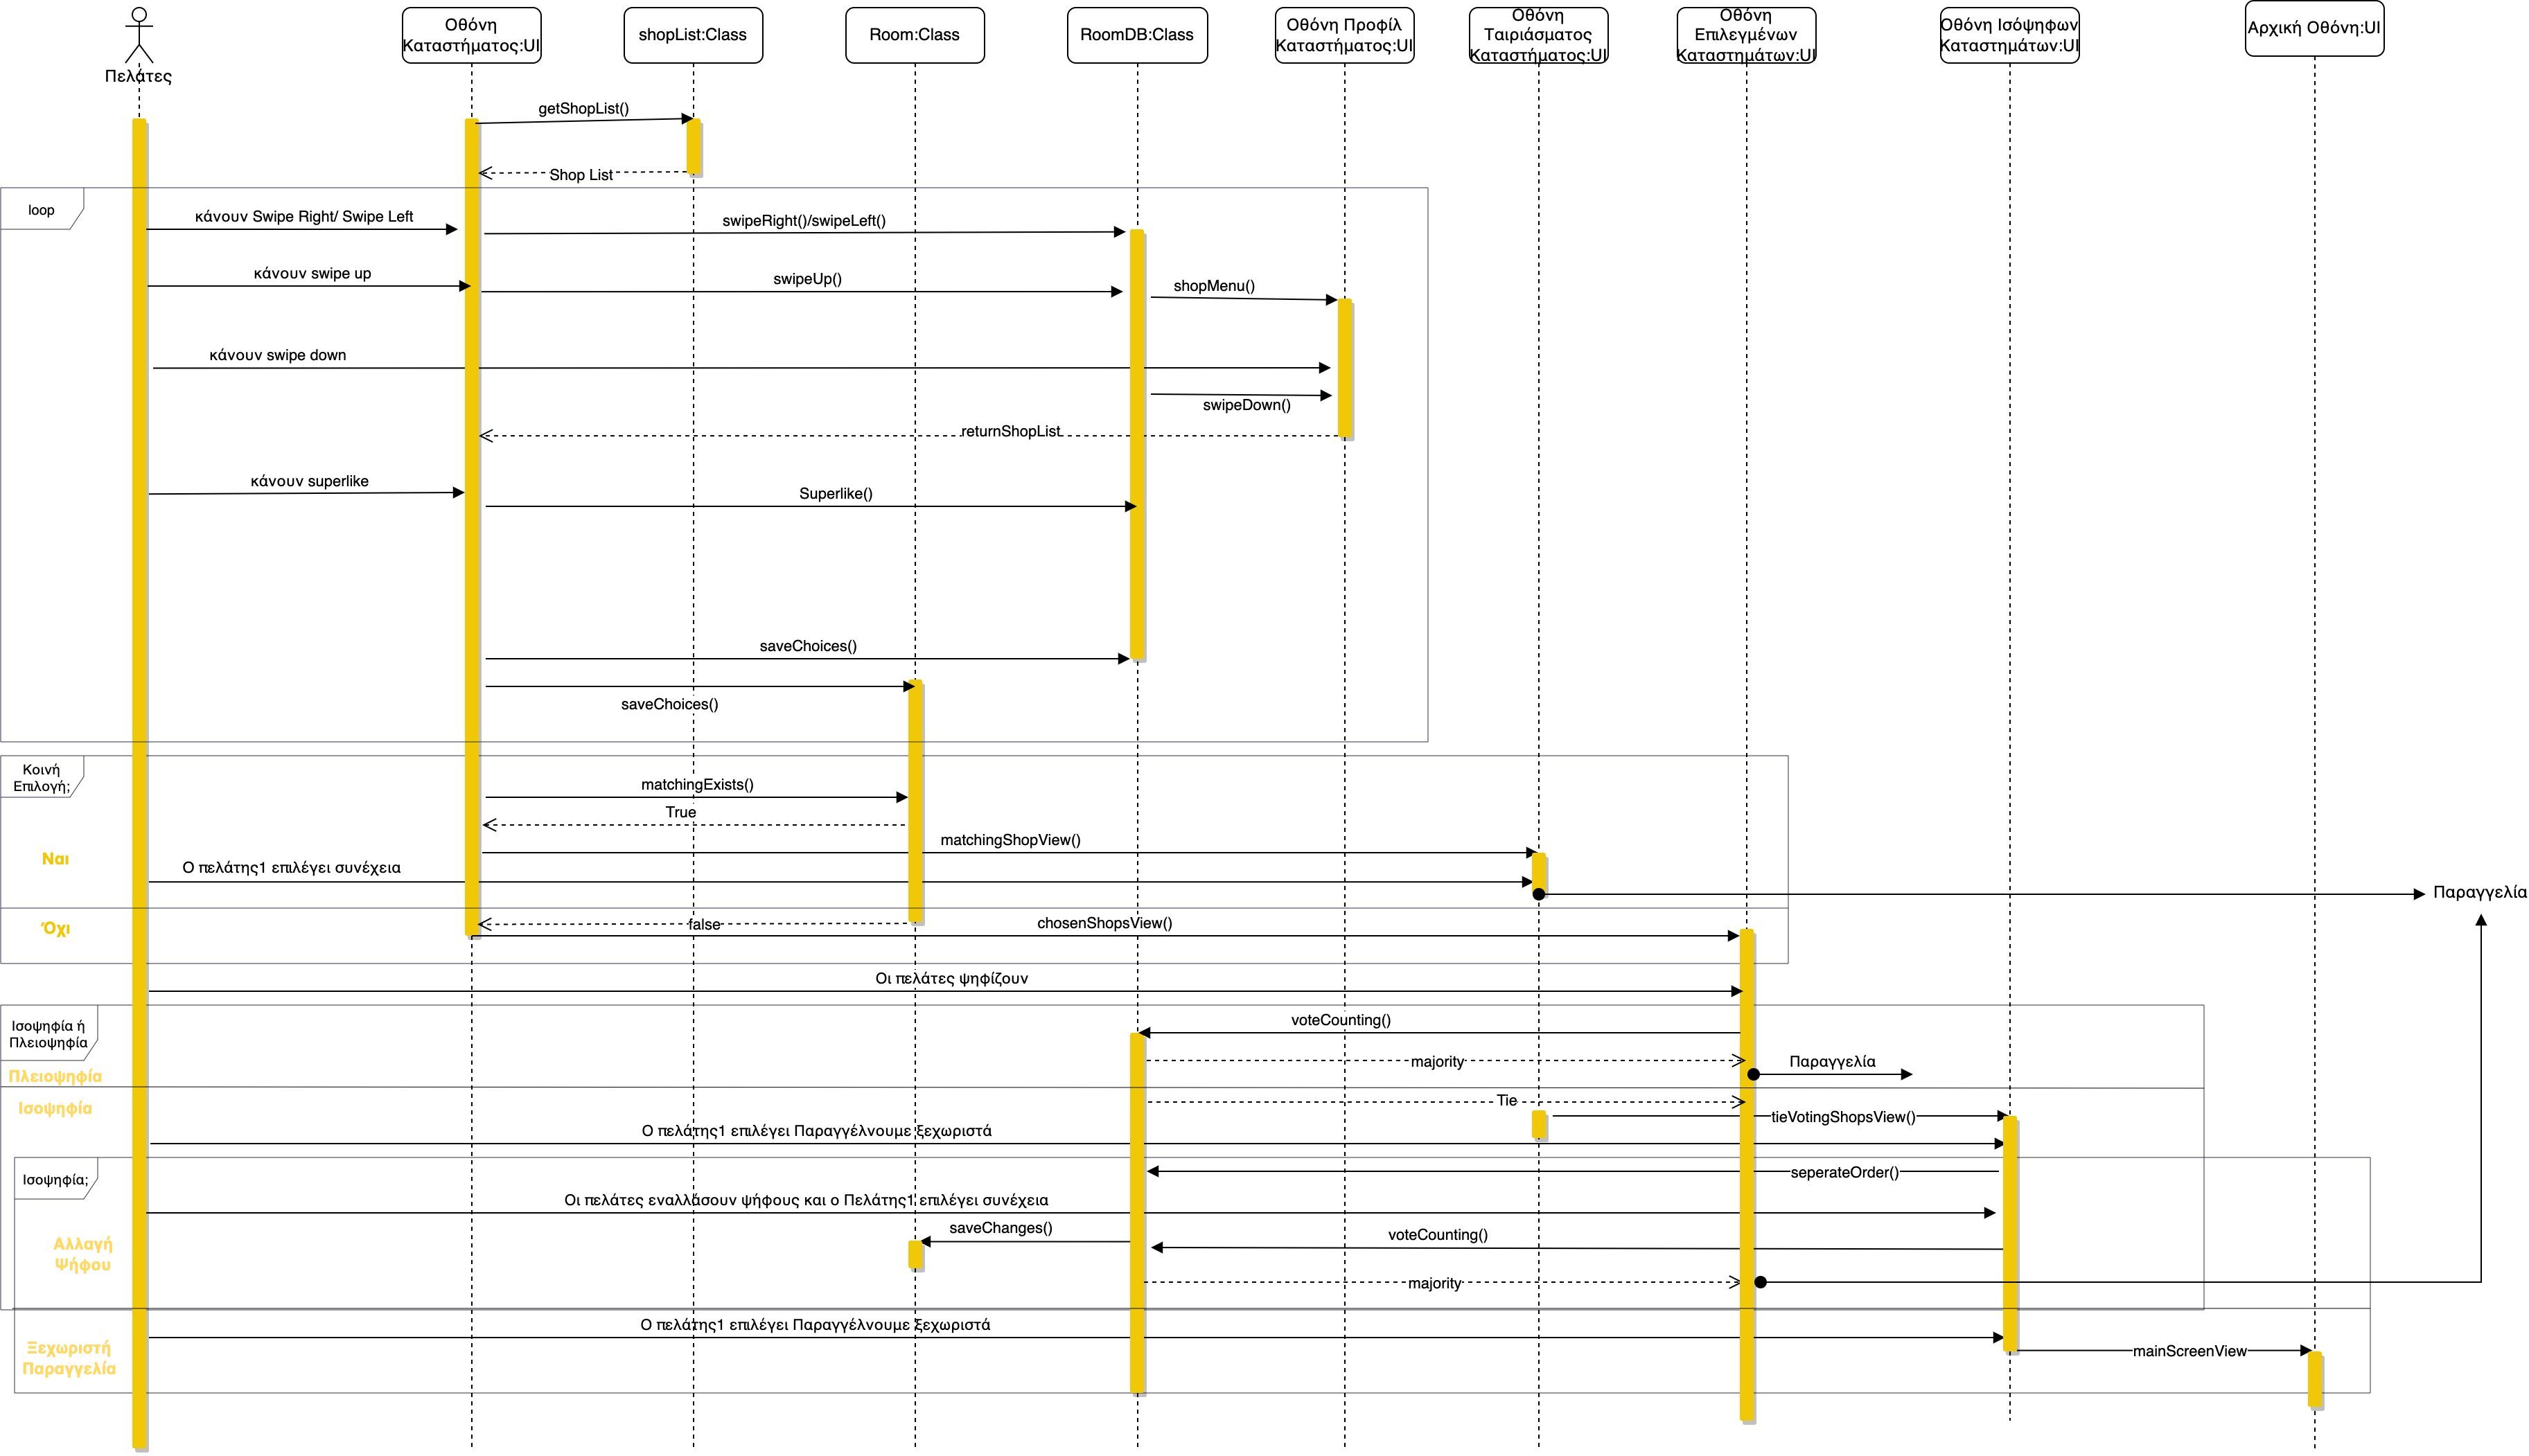 Πελάτες
Οθόνη
Καταστήματος:UI
shopList:Class
Room:Class
RoomDB:Class
Οθόνη Προφίλ
Καταστήματος:UI
Οθόνη
Ταιριάσματος
Καταστήματος:UI
Οθόνη
Επιλεγμένων
Καταστημάτων:UI
Οθόνη Ισόψηφων
Καταστημάτων:UI
Αρχική Οθόνη:UI
getShopList()
Shop List
loop
κάνουν Swipe Right/ Swipe Left
swipeRight()/swipeLeft()
κάνουν swipe up
swipeUp()
shopMenu()
κάνουν swipe down
swipeDown()
returnShopList
κάνουν superlike
Superlike()
saveChoices()
saveChoices()
Κοινή
Επιλογή;
matchingExists()
True
matchingShopView()
Ναι
Ο πελάτης1 επιλέγει συνέχεια
Παραγγελία
Όχι
false
chosenShopsView()
Οι πελάτες ψηφίζουν
Ισοψηφία ή
Πλειοψηφία
voteCounting()
majority
Παραγγελία
Πλειοψηφία
Ισοψηφία
Tie
tieVotingShopsView()
Ο πελάτης1 επιλέγει Παραγγέλνουμε ξεχωριστά
Ισοψηφία;
seperateOrder()
Οι πελάτες εναλλάσουν ψήφους και ο Πελάτης1 επιλέγει συνέχεια
saveChanges()
voteCounting()
Αλλαγή
Ψήφου
majority
Ο πελάτης1 επιλέγει Παραγγέλνουμε ξεχωριστά
Ξεχωριστή
Παραγγελία
mainScreenView